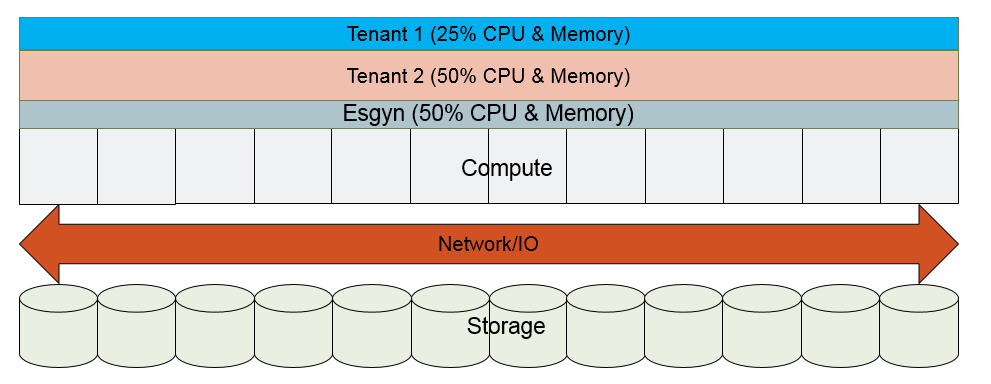 Tenant 1 (25% CPU & Memory)
Tenant 2 (50% CPU & Memory)
Esgyn (50% CPU & Memory)
Compute
Network/IO
Storage